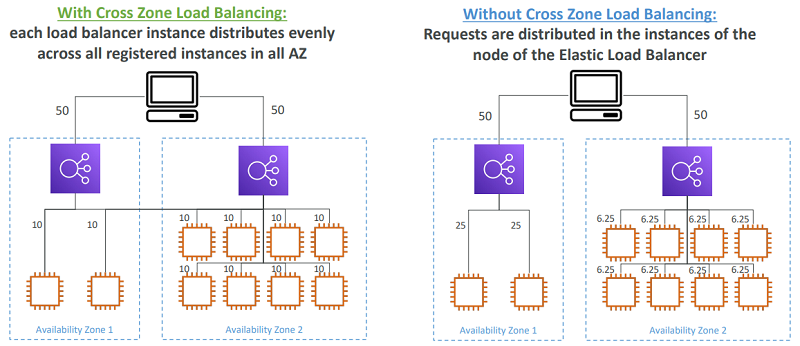 With Cross Zone Load Balancing:
each load balancer instance distributes evenly
across all registered instances in all AZ
50 50
10 10 10 10 10 10
10 10 10 10
Availability Zone 1 Availability Zone 2
Without Cross Zone Load Balancing:
Requests are distributed in the instances of the
node of the Elastic Load Balancer
50 50
25 25 6.25 6.25 6.25 6.25
6.25 6.25 6.25 6.25
Availability Zone 1 Availability Zone 2